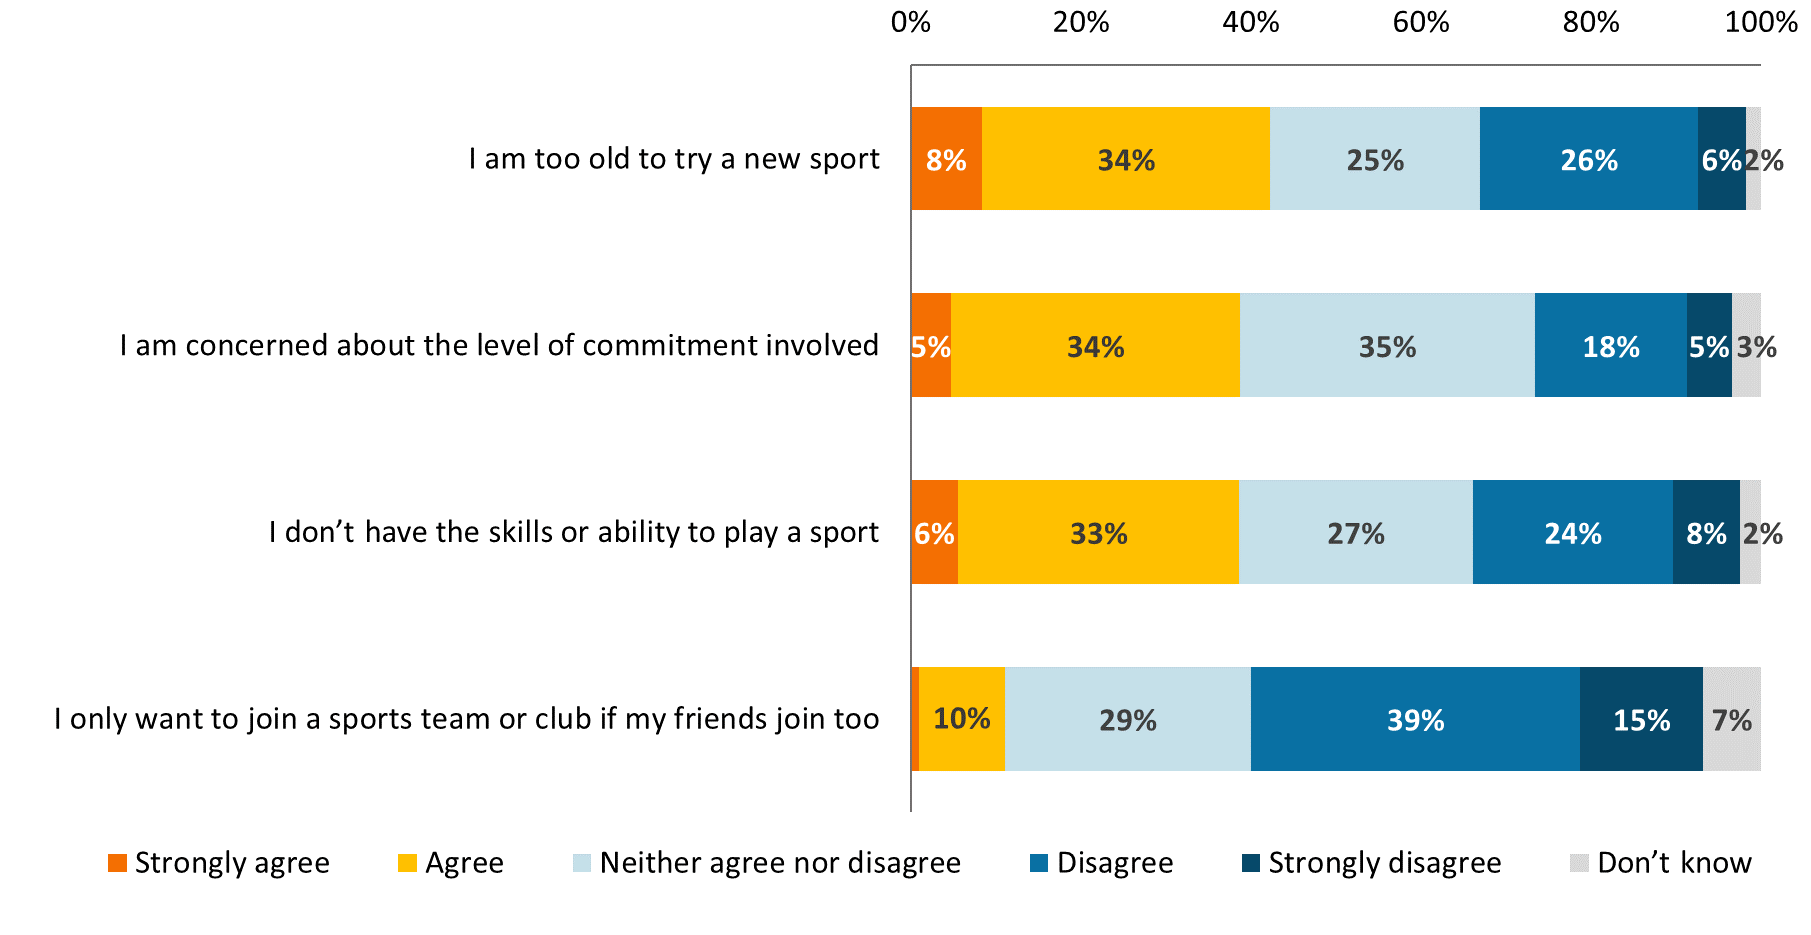 0% 20% 40% 60% 80% 100%
I am too old to try a new sport 8% 34% 25% 26% 6% 2%
I am concerned about the level of commitment involved 5% 34% 35% 18% 5% 3%
I don’t have the skills or ability to play a sport 6% 33% 27% 24% 8% 2%
I only want to join a sports team or club if my friends join too 10% 29% 39% 15% 7%
Strongly agree Agree Neither agree nor disagree Disagree Strongly disagree Don’t know